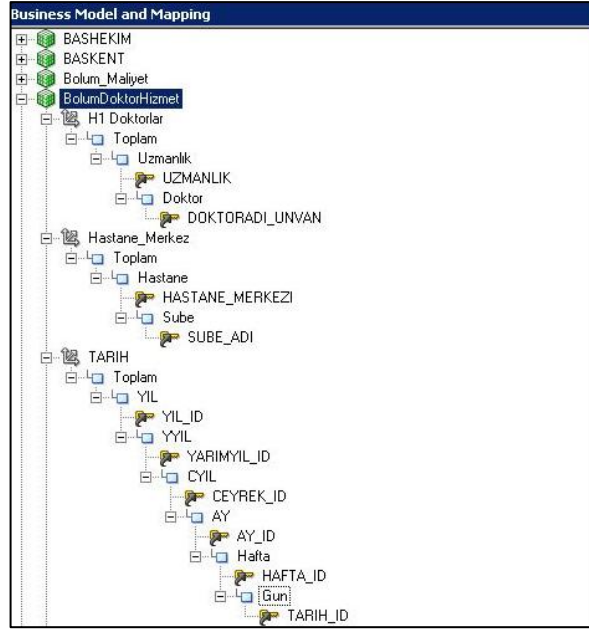 Business Model and Mapping
BASHEKIM
BASKENT
Bolum_Maliyet
BolumDoktorHizmet
H1 Doktorlar
Toplam
Uzmanlık
UZMANLIK
Doktor
DOKTORADI_UNVAN
Hastane_Merkez
Toplam
Hastane
HASTANE_MERKEZI
Sube
SUBE_ADI
TARIH
Toplam
YIL
YIL_ID
YYIL
YARIMYIL_ID
CYIL
CEYREK_ID
AY
AY_ID
Hafta
HAFTA_ID
Gun
TARIH_ID